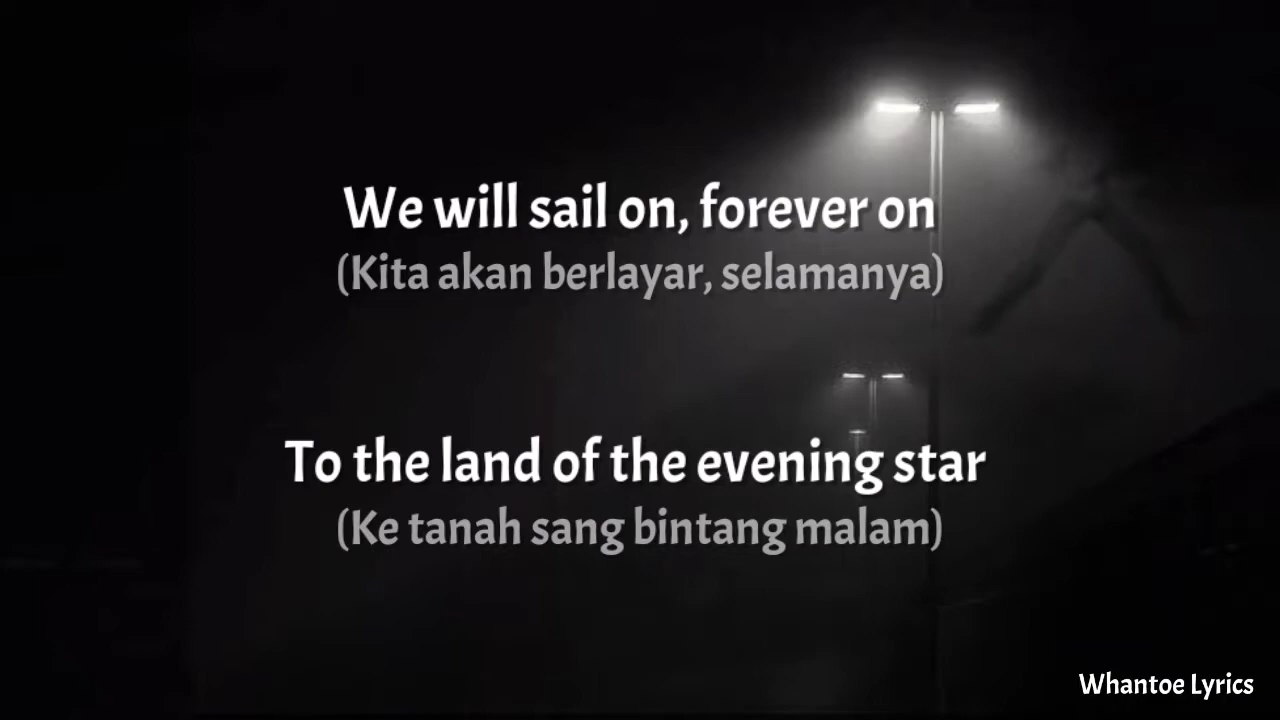 We will sail on, forever on
(Kita akan berlayar, selamanya)
To the land of the evening star
(Ke tanah sang bintang malam)
Whantoe Lyrics